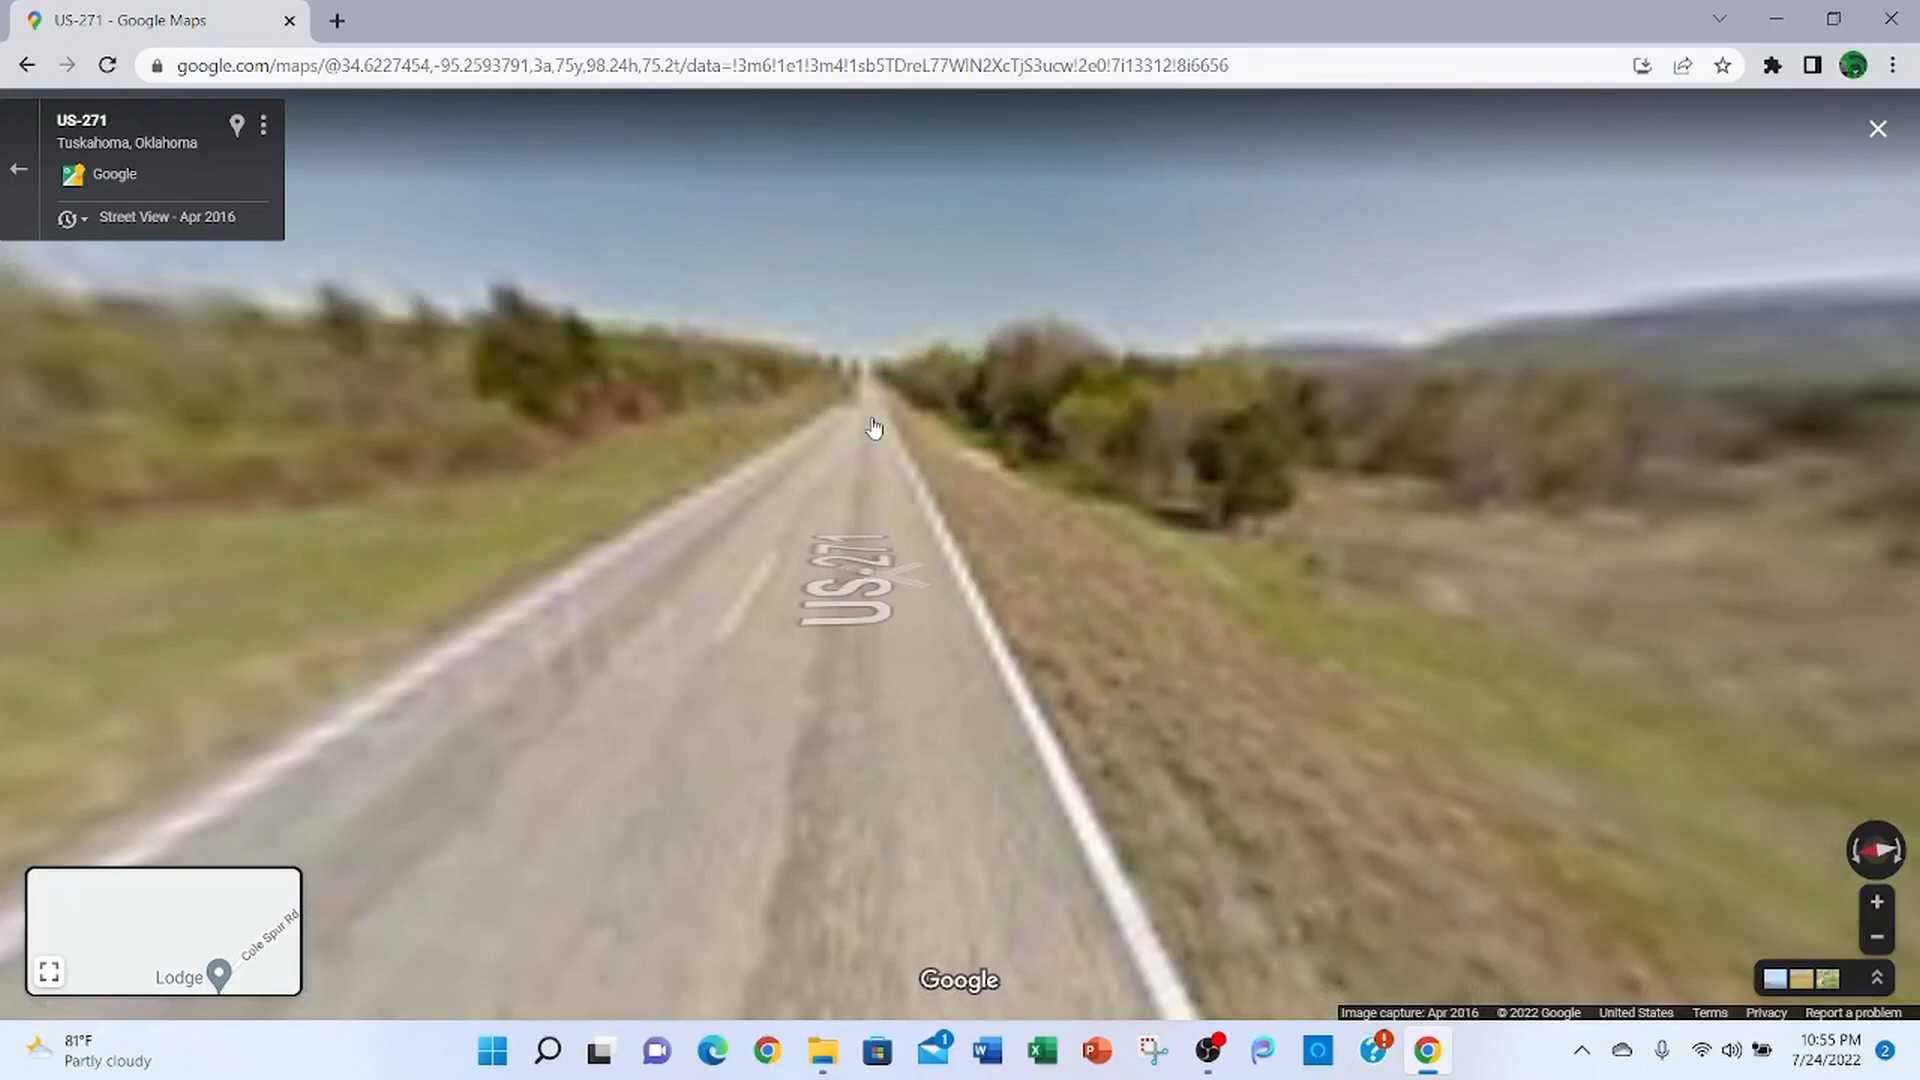 US-271 - Google Maps
google.com/maps/@34.6227454,-95.2593791,3a,75y,98.24h,75.2t/data=!3m6!1e1!3m4!1sb5TDreL77WlN2XcTjS3ucw!2e0!7i13312!8i6656
US-271
Tuskahoma, Oklahoma
Google
Street View - Apr 2016
US-271
Cole Spur Rd
Lodge
Google
Image capture: Apr 2016 © 2022 Google United States Terms Privacy Report a problem
81°F
Partly cloudy
1
10:55 PM
7/24/2022
2